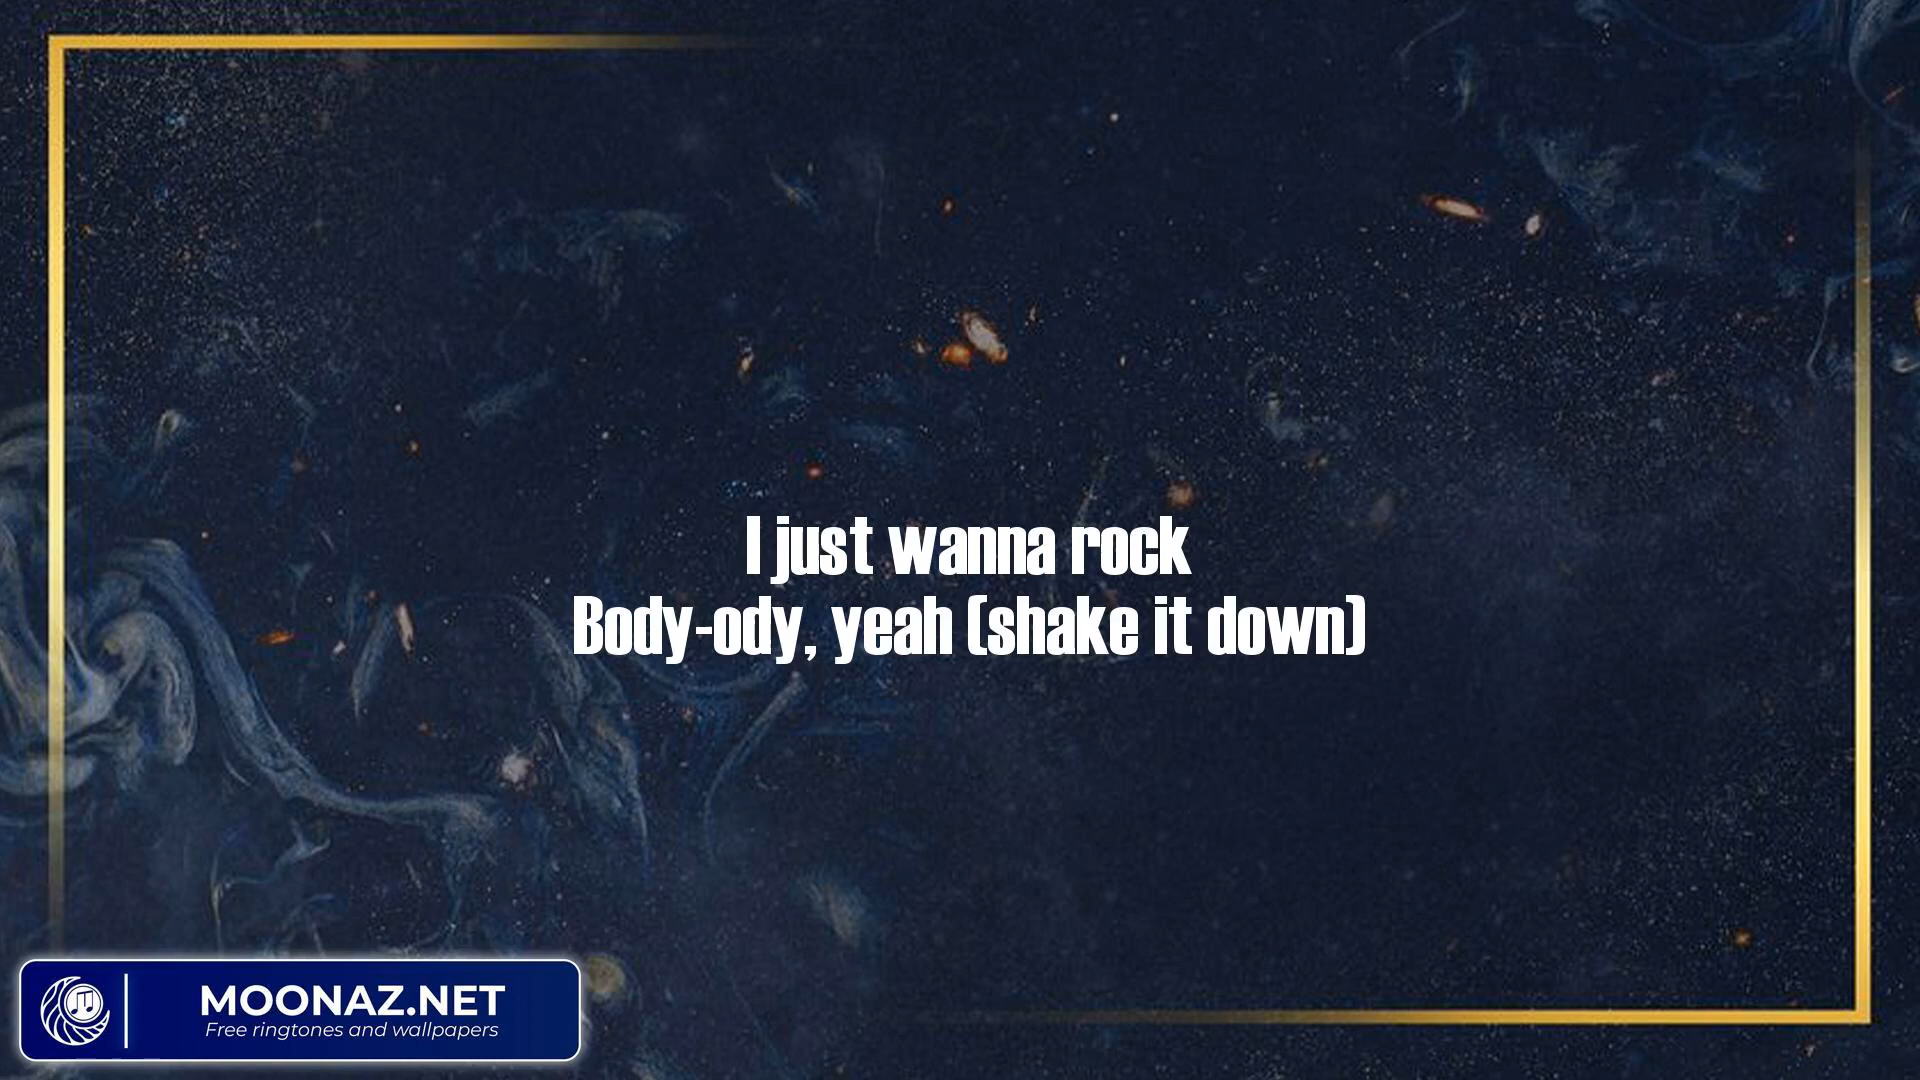 I just wanna rock
Body-ody, yeah (shake it down)
MOONAZ.NET
Free ringtones and wallpapers